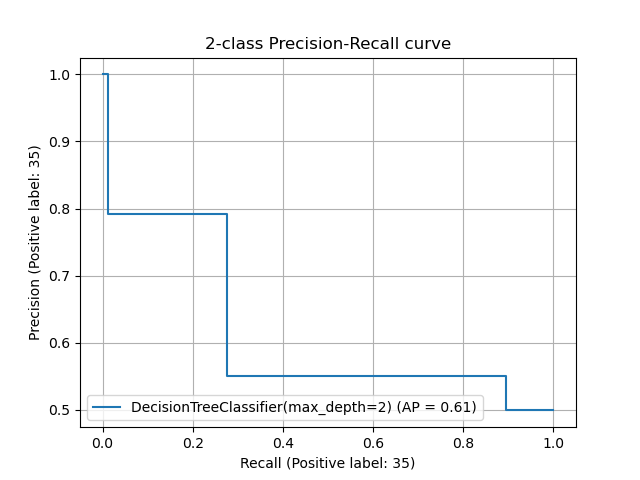 2-class Precision-Recall curve
1.0
0.9
0.8
0.7
0.6
0.5
Precision (Positive label: 35)
DecisionTreeClassifier(max_depth=2) (AP = 0.61)
0.0 0.2 0.4 0.6 0.8 1.0
Recall (Positive label: 35)